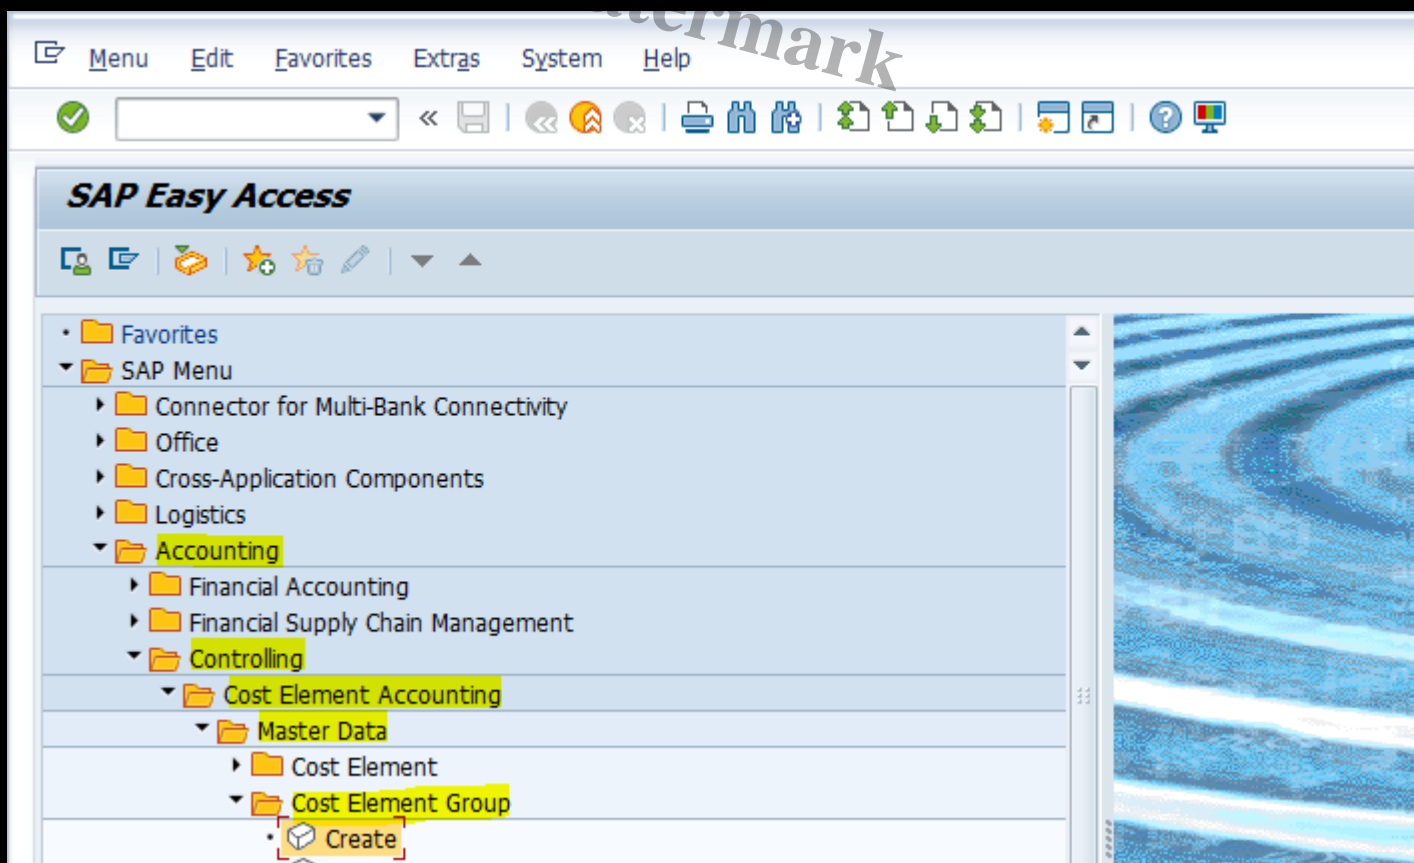 Menu Edit Favorites Extras System Help
SAP Easy Access
Favorites
SAP Menu
Connector for Multi-Bank Connectivity
Office
Cross-Application Components
Logistics
Accounting
Financial Accounting
Financial Supply Chain Management
Controlling
Cost Element Accounting
Master Data
Cost Element
Cost Element Group
Create